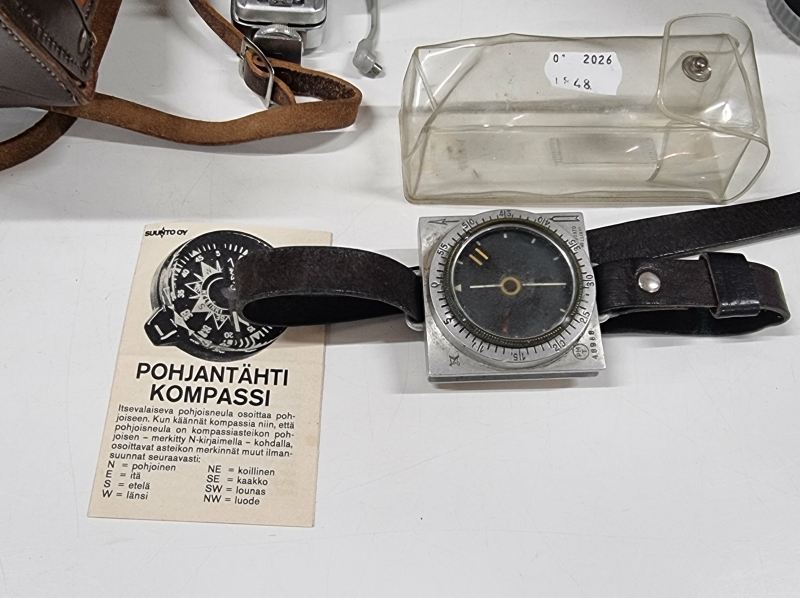 0* 2026
48
SUUNTO OY
POHJANTÄHTI
KOMPASSI
Itsevalaiseva pohjoisneula osoittaa poh-
joiseen. Kun käännät kompassia niin, että
pohjoisneula on kompassiasteikon poh-
joisen – merkitty N-kirjaimella – kohdalla,
osoittavat asteikon merkinnät muut ilman-
suunnat seuraavasti:
N = pohjoinen
E = itä
S = etelä
W = länsi
NE = koillinen
SE = kaakko
SW = lounas
NW = luode